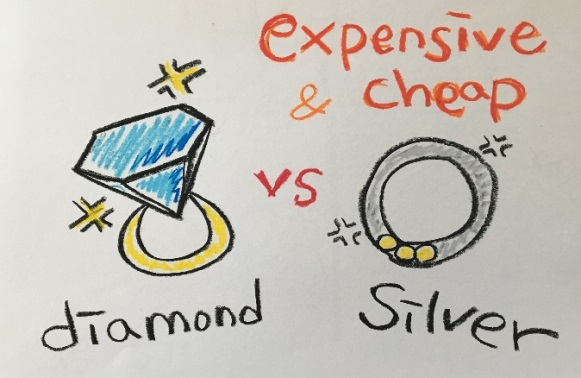 expensive
& cheap
vs
diamond
Silver